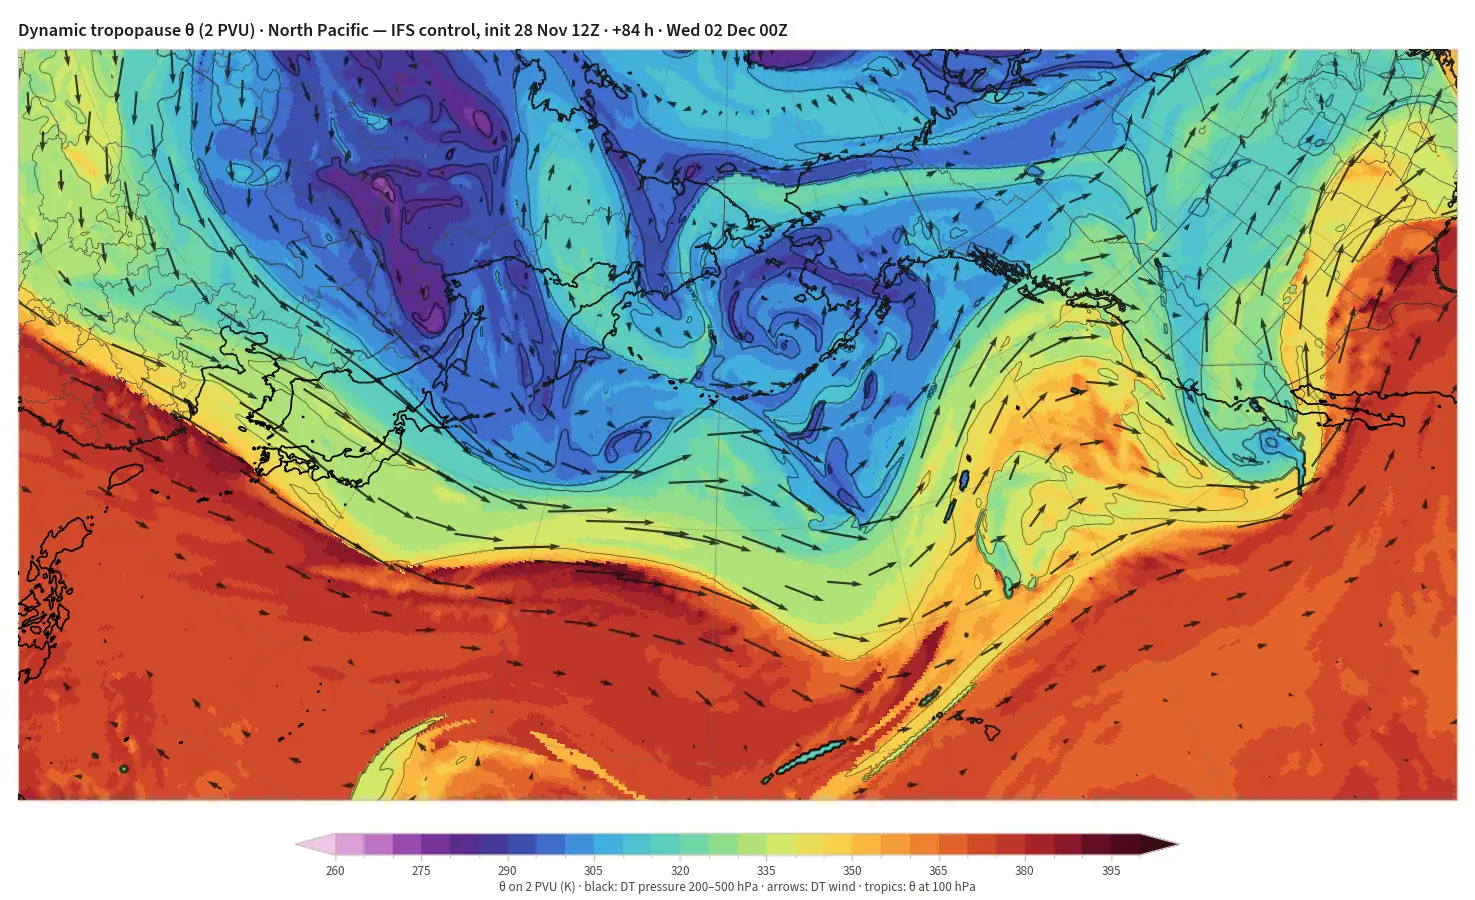 Dynamic tropopause θ (2 PVU) · North Pacific — IFS control, init 28 Nov 12Z · +84 h · Wed 02 Dec 00Z
260 275 290 305 320 335 350 365 380 395
θ on 2 PVU (K) · black: DT pressure 200–500 hPa · arrows: DT wind · tropics: θ at 100 hPa